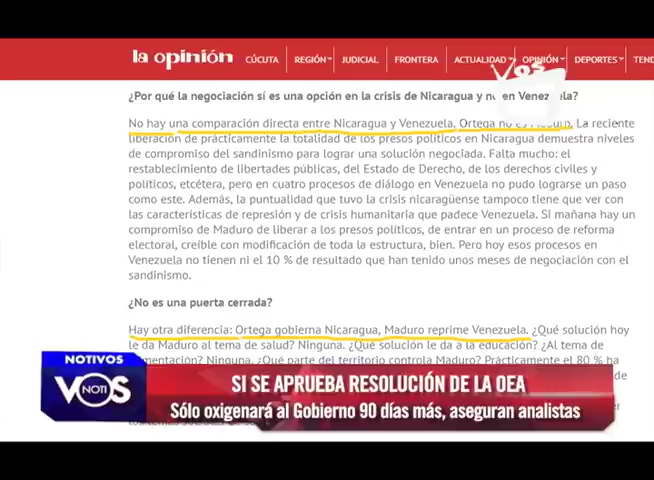 la opinión CÚCUTA REGIÓN JUDICIAL FRONTERA ACTUALIDAD OPINIÓN DEPORTES TEND
Vos
¿Por qué la negociación sí es una opción en la crisis de Nicaragua y no en Venezuela?
No hay una comparación directa entre Nicaragua y Venezuela, Ortega no es Maduro. La reciente
liberación de prácticamente la totalidad de los presos políticos en Nicaragua demuestra niveles
de compromiso del sandinismo para lograr una solución negociada. Falta mucho: el
restablecimiento de libertades públicas, del Estado de Derecho, de los derechos civiles y
políticos, etcétera, pero en cuatro procesos de diálogo en Venezuela no pudo lograrse un paso
como este. Además, la puntualidad que tuvo la crisis nicaragüense tampoco tiene que ver con
las características de represión y de crisis humanitaria que padece Venezuela. SI mañana hay un
compromiso de Maduro de liberar a los presos políticos, de entrar en un proceso de reforma
electoral, creíble con modificación de toda la estructura, bien. Pero hoy esos procesos en
Venezuela no tienen ni el 10 % de resultado que han tenido unos meses de negociación con el
sandinismo.
¿No es una puerta cerrada?
Hay otra diferencia: Ortega gobierna Nicaragua, Maduro reprime Venezuela. ¿Qué solución hoy
le da Maduro al tema de salud? Ninguna. ¿Qué solución le da a la educación? ¿Al tema de
Ninguna. ¿Qué parte del territorio controla Maduro? Prácticamente el 80 % ha
de
NOTIVOS
NOTI
VOS
SI SE APRUEBA RESOLUCIÓN DE LA OEA
Sólo oxigenará al Gobierno 90 días más, aseguran analistas